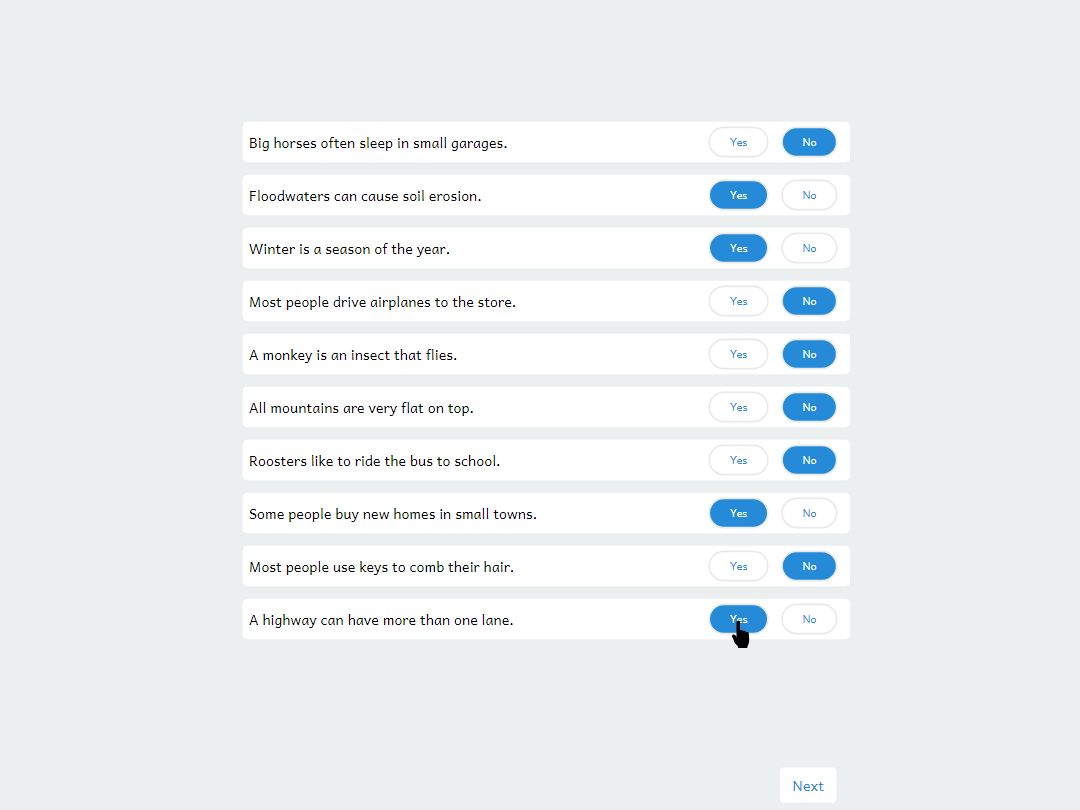 Big horses often sleep in small garages. Yes No
Floodwaters can cause soil erosion. Yes No
Winter is a season of the year. Yes No
Most people drive airplanes to the store. Yes No
A monkey is an insect that flies. Yes No
All mountains are very flat on top. Yes No
Roosters like to ride the bus to school. Yes No
Some people buy new homes in small towns. Yes No
Most people use keys to comb their hair. Yes No
A highway can have more than one lane. Yes No
Next